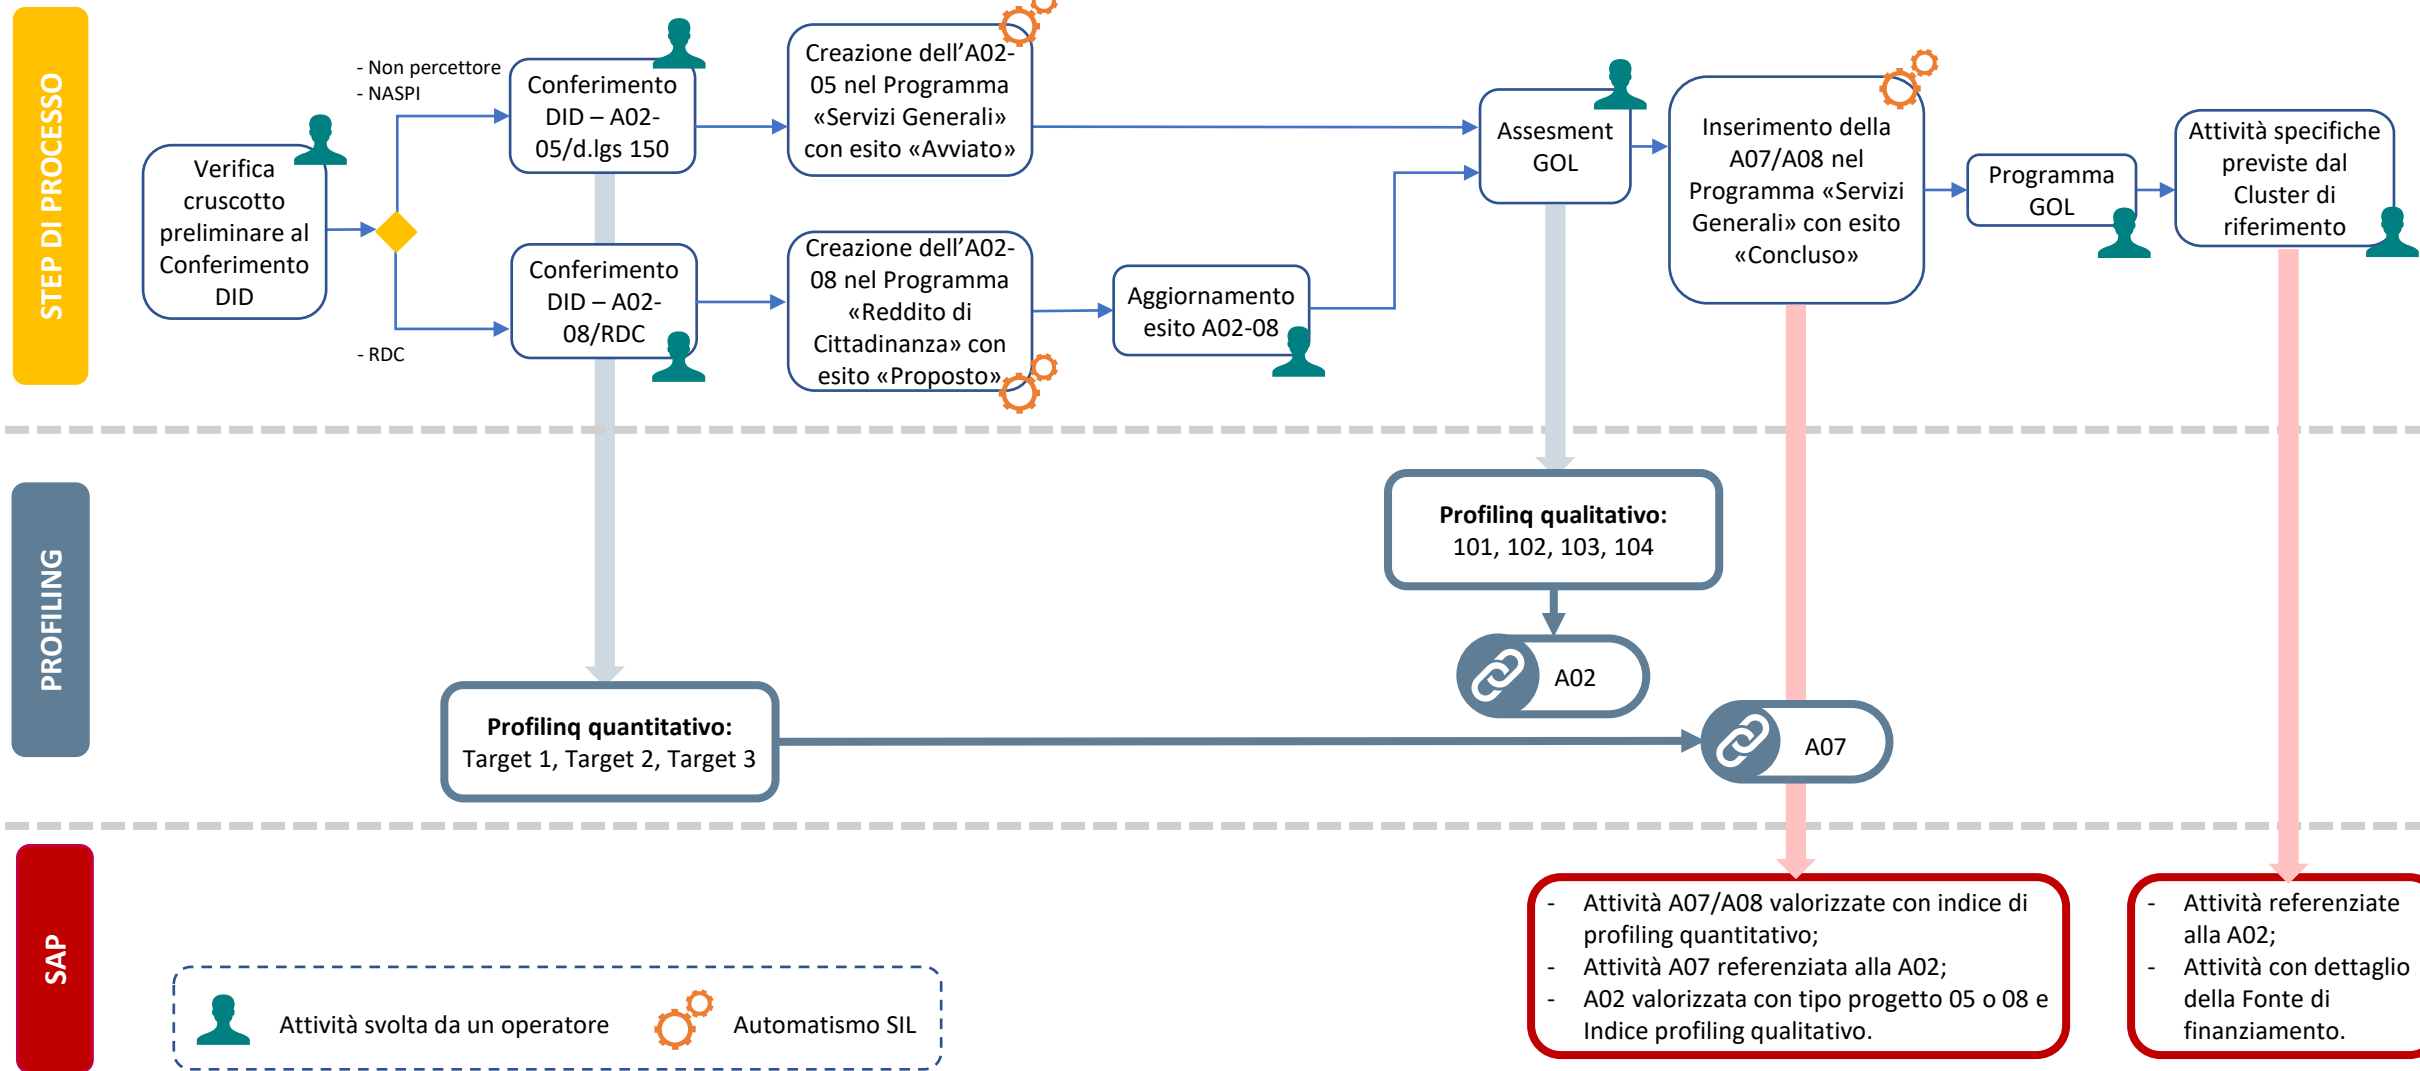 STEP DI PROCESSO
Verifica
cruscotto
preliminare al
Conferimento
DID
- Non percettore
- NASPI
- RDC
Conferimento
DID – A02-
05/d.lgs 150
Creazione dell’A02-
05 nel Programma
«Servizi Generali»
con esito «Avviato»
Conferimento
DID – A02-
08/RDC
Creazione dell’A02-
08 nel Programma
«Reddito di
Cittadinanza» con
esito «Proposto»
Aggiornamento
esito A02-08
Assesment
GOL
Inserimento della
A07/A08 nel
Programma «Servizi
Generali» con esito
«Concluso»
Programma
GOL
Attività specifiche
previste dal
Cluster di
riferimento
PROFILING
Profilinq qualitativo:
101, 102, 103, 104
A02
Profilinq quantitativo:
Target 1, Target 2, Target 3
A07
SAP
- Attività A07/A08 valorizzate con indice di
profiling quantitativo;
- Attività A07 referenziata alla A02;
- A02 valorizzata con tipo progetto 05 o 08 e
Indice profiling qualitativo.
- Attività referenziate
alla A02;
- Attività con dettaglio
della Fonte di
finanziamento.
Attività svolta da un operatore
Automatismo SIL